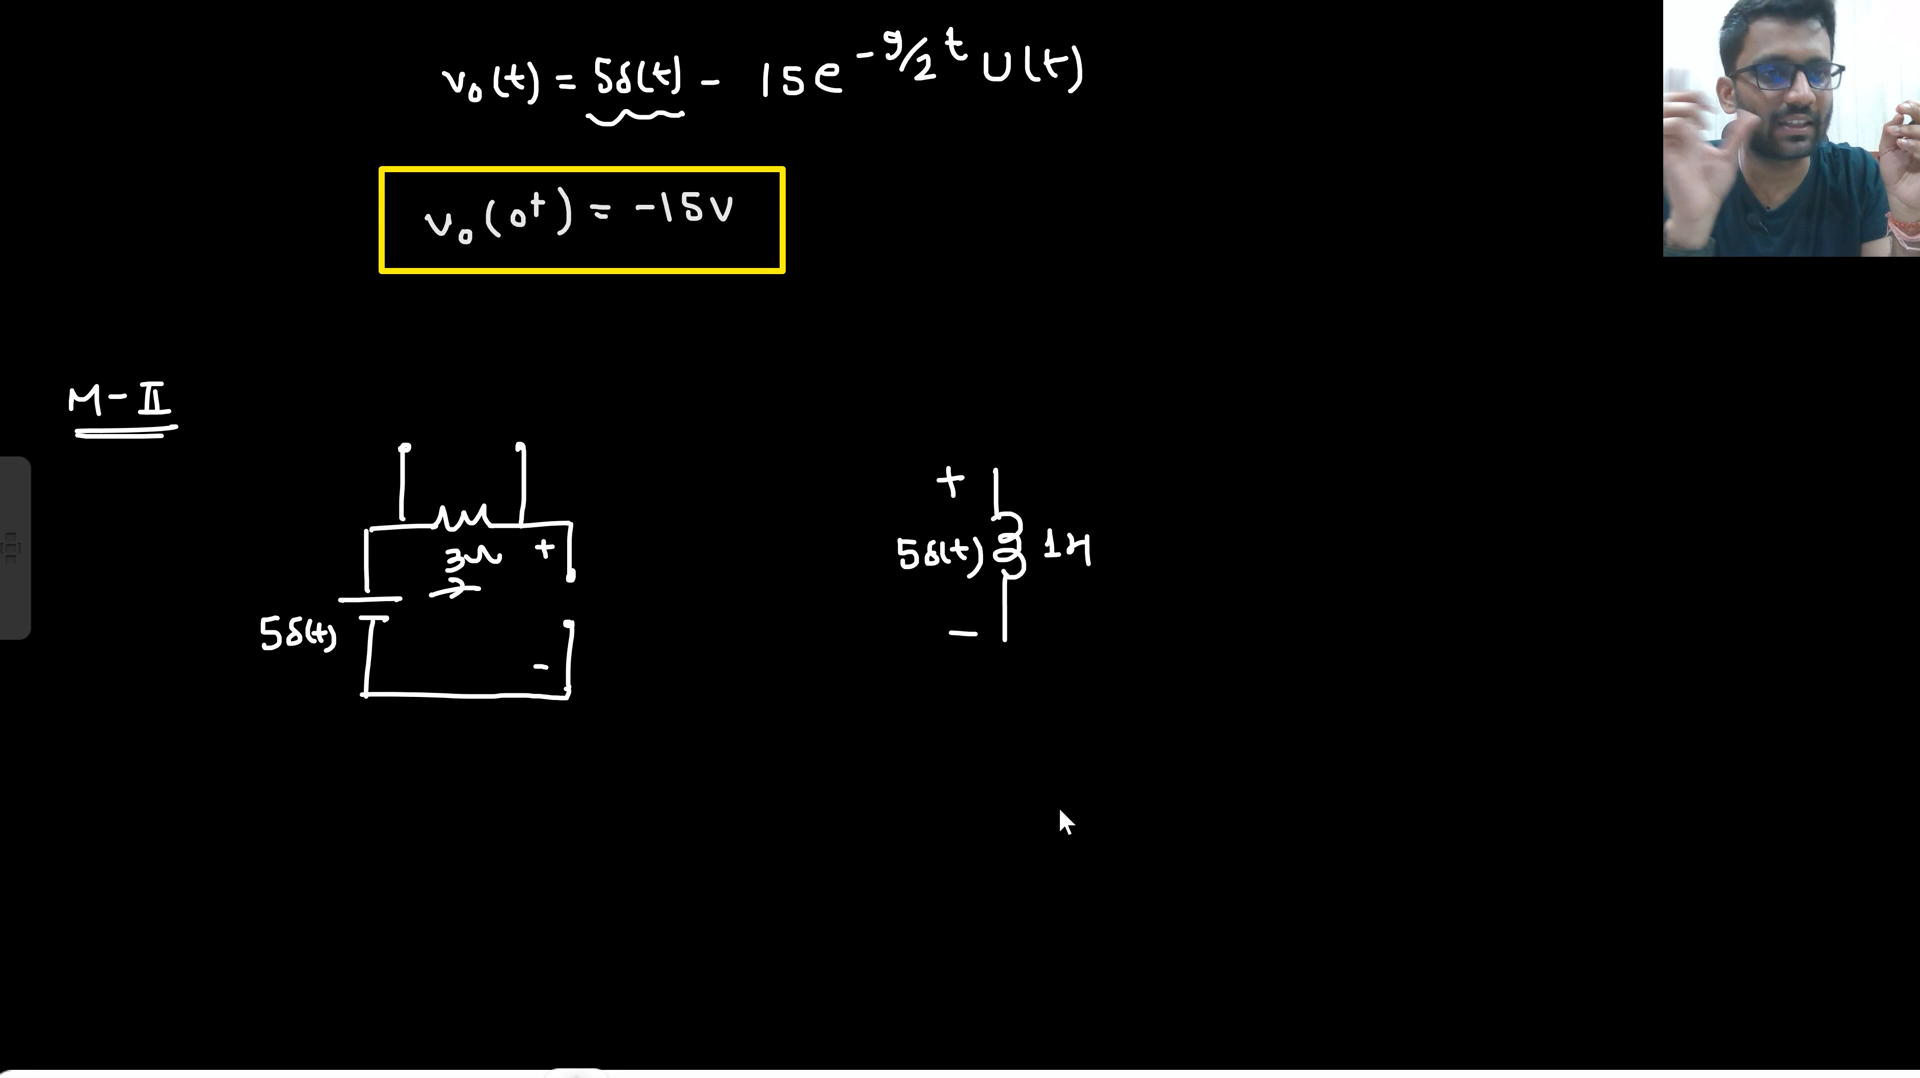 v₀(t) = 5δ(t) - 15e^(-9/2 t) U(t)
v₀(0⁺) = -15V
M-II
3Ω +
5δ(t)
-
+
5δ(t) 1H
-